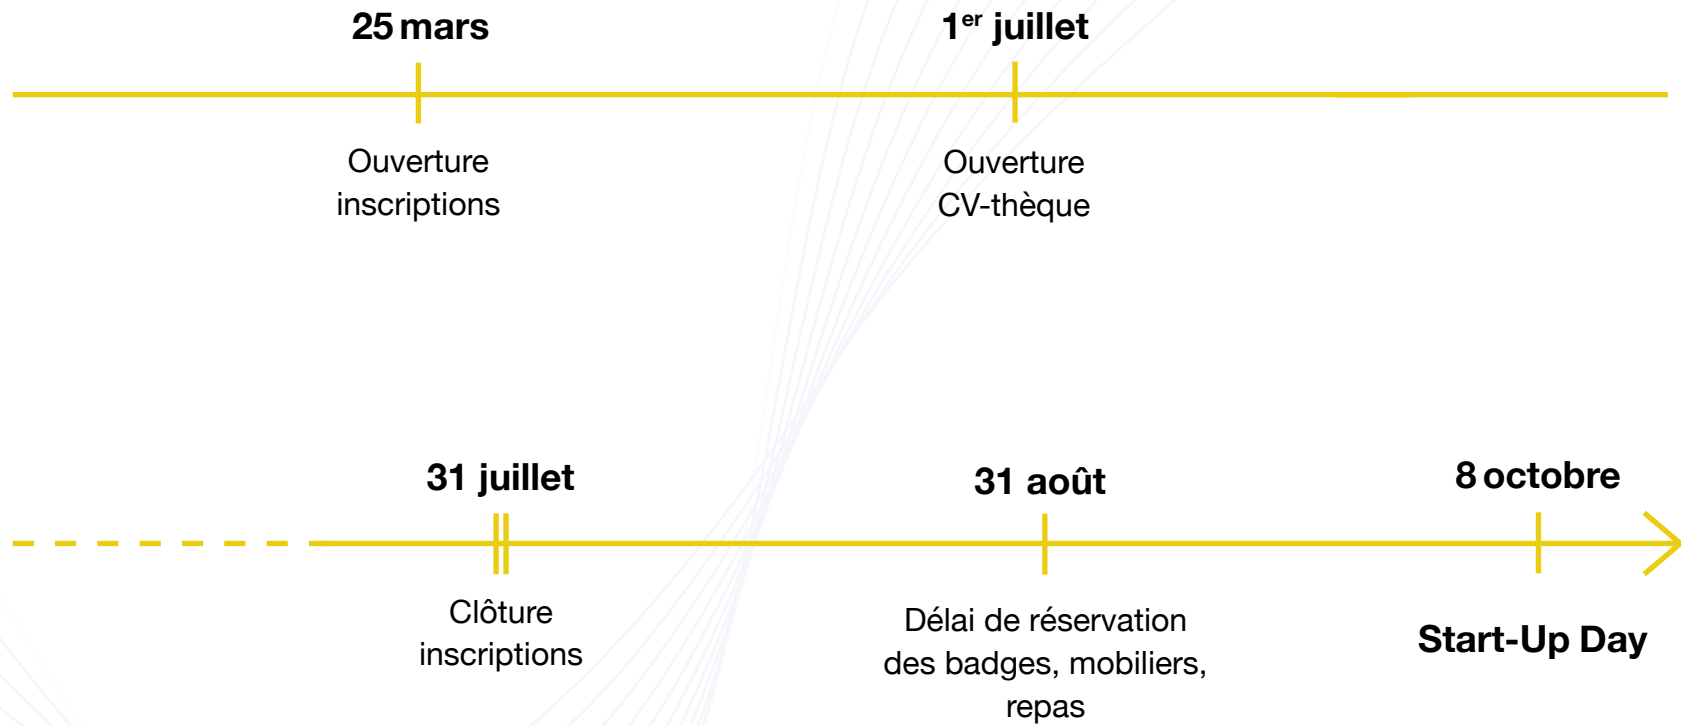 25 mars
1er juillet
Ouverture
inscriptions
Ouverture
CV-thèque
31 juillet
31 août
8 octobre
Clôture
inscriptions
Délai de réservation
des badges, mobiliers,
repas
Start-Up Day